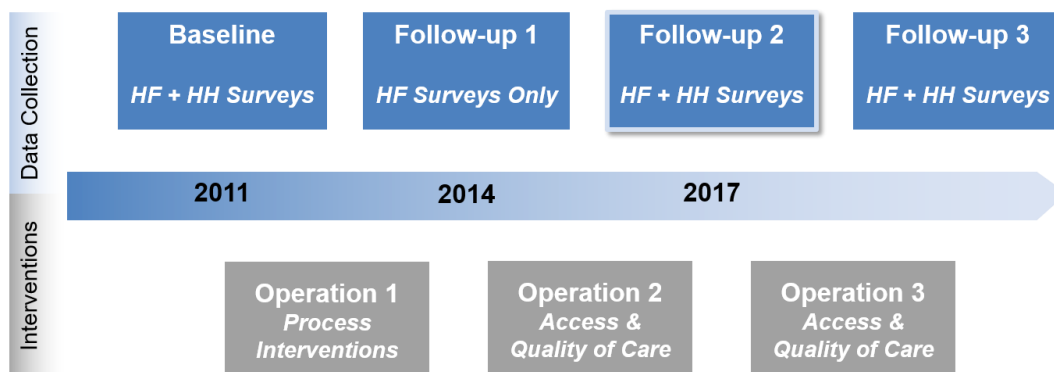 Data Collection
Baseline
HF + HH Surveys
Follow-up 1
HF Surveys Only
Follow-up 2
HF + HH Surveys
Follow-up 3
HF + HH Surveys
2011
2014
2017
Interventions
Operation 1
Process
Interventions
Operation 2
Access &
Quality of Care
Operation 3
Access &
Quality of Care